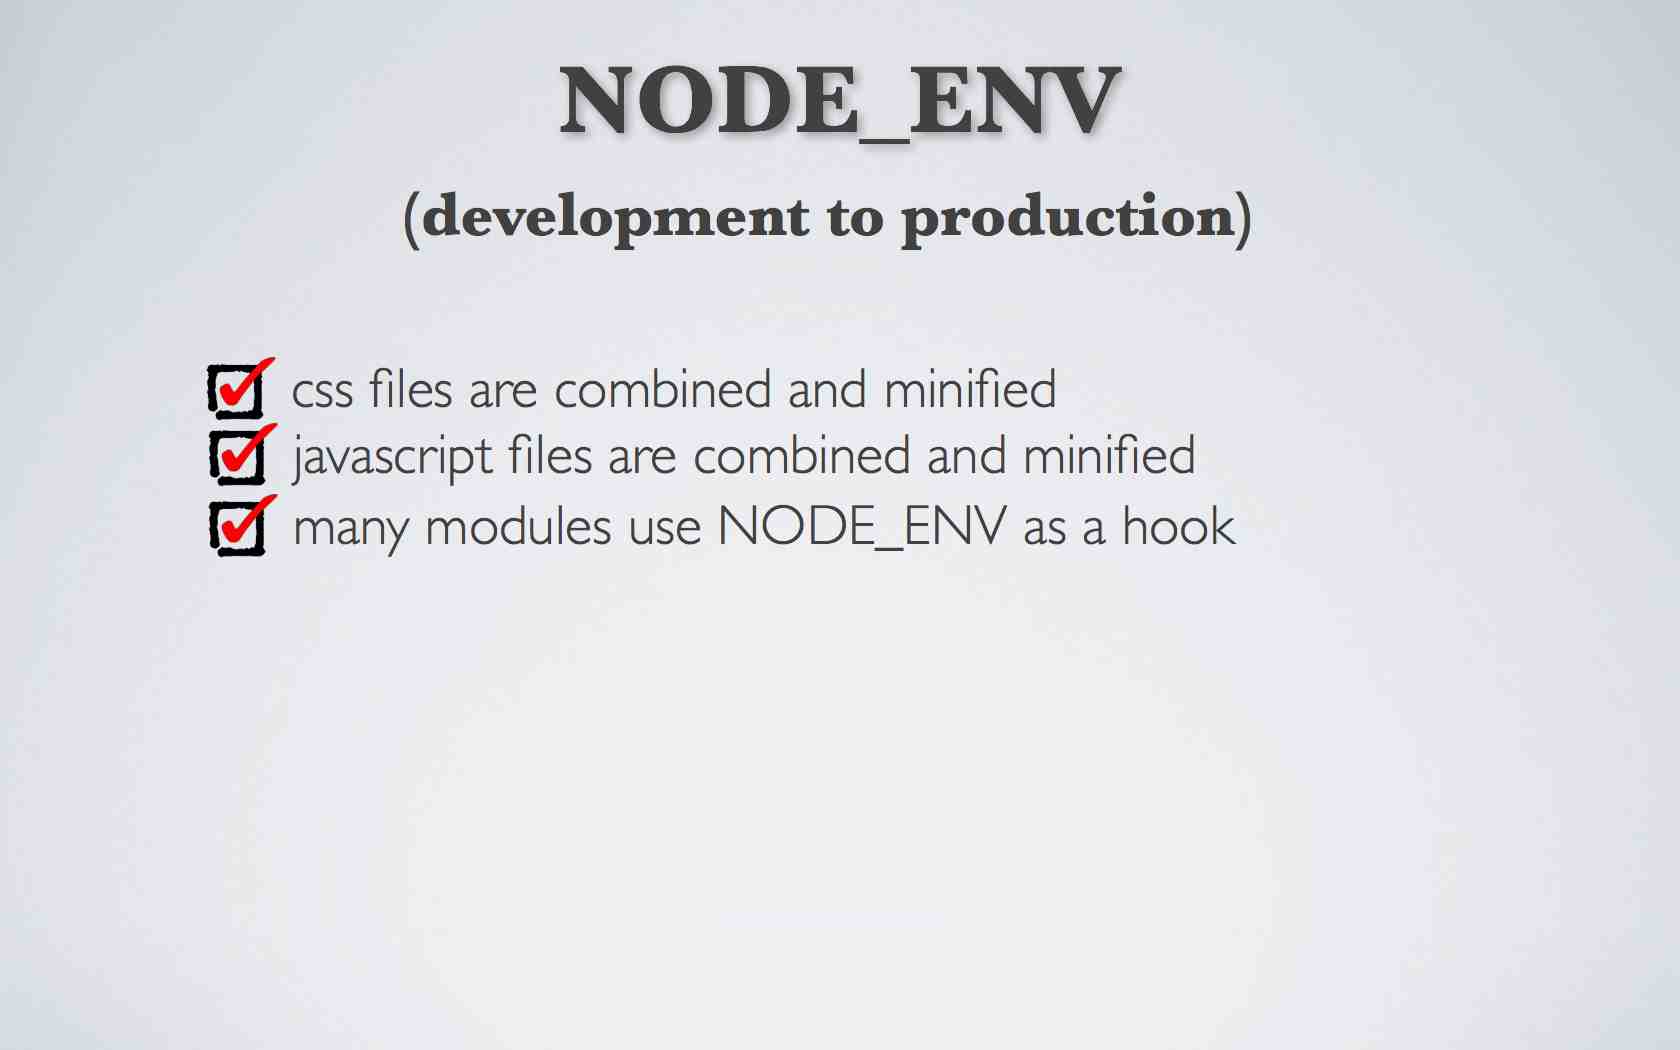 NODE_ENV
(development to production)
css files are combined and minified
javascript files are combined and minified
many modules use NODE_ENV as a hook